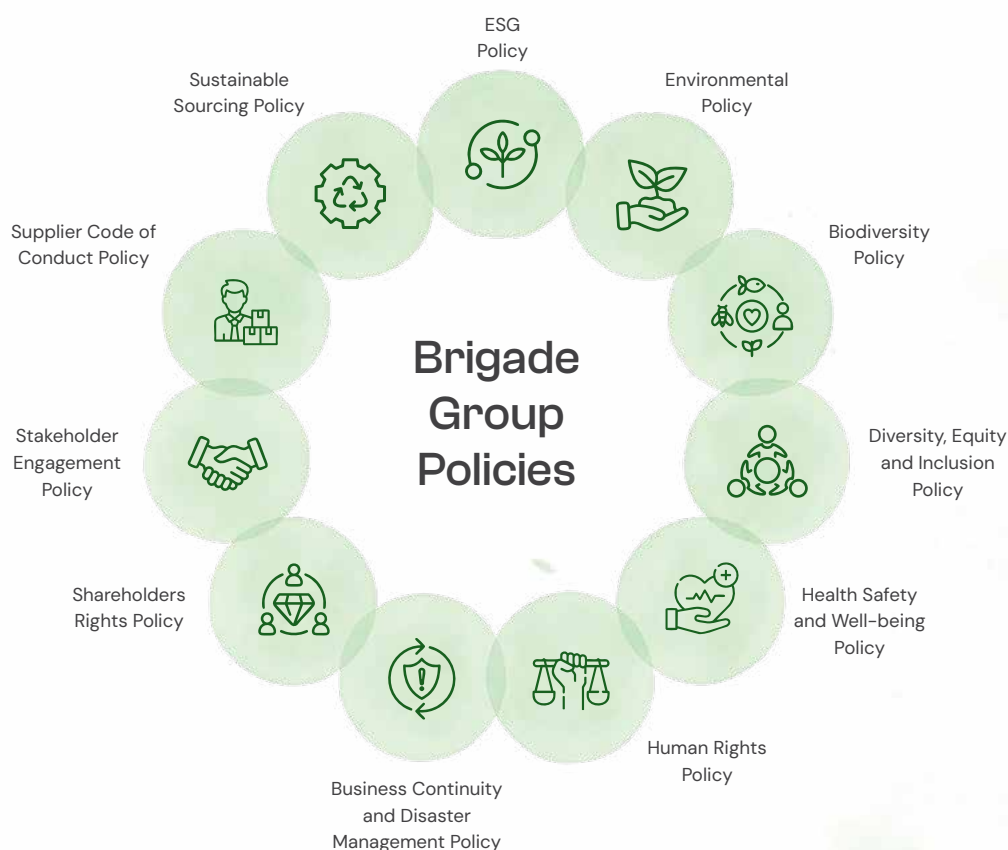 ESG
Policy
Environmental
Policy
Biodiversity
Policy
Diversity, Equity
and Inclusion
Policy
Health Safety
and Well-being
Policy
Human Rights
Policy
Business Continuity
and Disaster
Management Policy
Shareholders
Rights Policy
Stakeholder
Engagement
Policy
Supplier Code of
Conduct Policy
Sustainable
Sourcing Policy
Brigade
Group
Policies